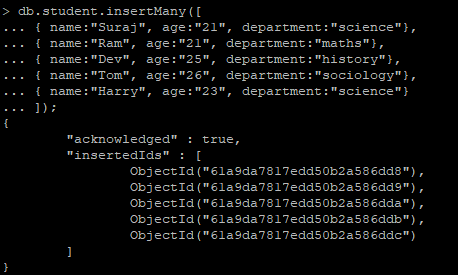 > db.student.insertMany([
... { name:"Suraj", age:"21", department:"science"},
... { name:"Ram", age:"21", department:"maths"},
... { name:"Dev", age:"25", department:"history"},
... { name:"Tom", age:"26", department:"sociology"},
... { name:"Harry", age:"23", department:"science"}
... ]);
{
        "acknowledged" : true,
        "insertedIds" : [
                ObjectId("61a9da7817edd50b2a586dd8"),
                ObjectId("61a9da7817edd50b2a586dd9"),
                ObjectId("61a9da7817edd50b2a586dda"),
                ObjectId("61a9da7817edd50b2a586ddb"),
                ObjectId("61a9da7817edd50b2a586ddc")
        ]
}